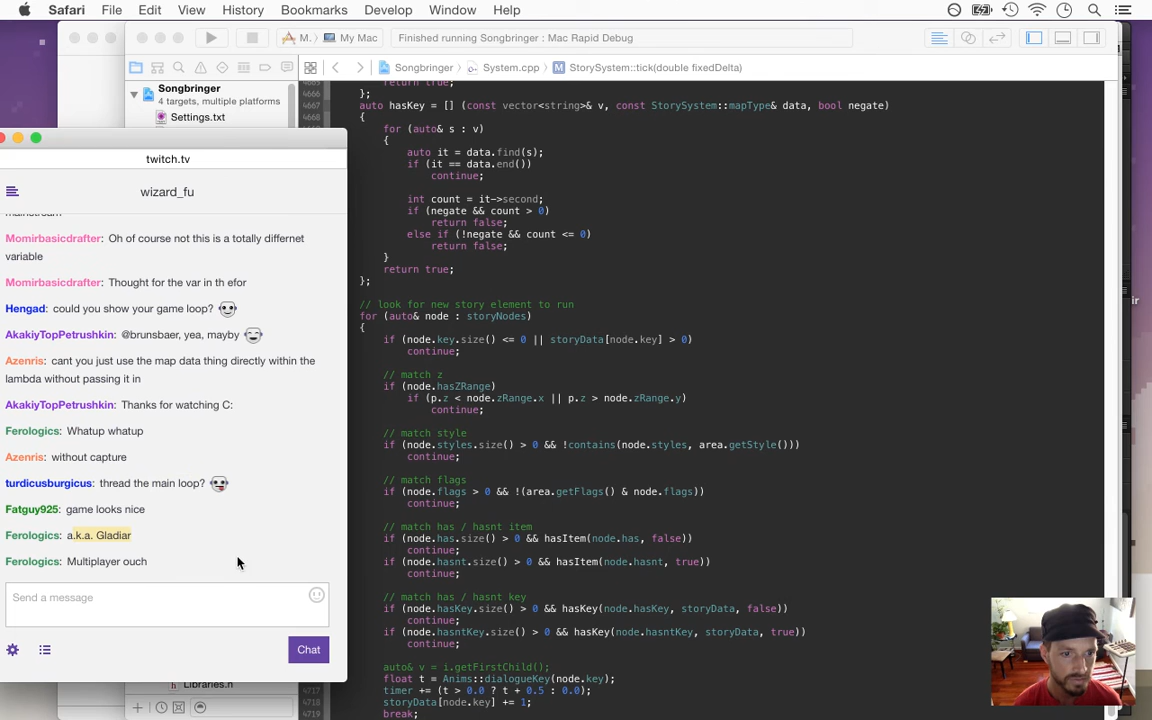 Safari File Edit View History Bookmarks Develop Window Help
M. My Mac Finished running Songbringer : Mac Rapid Debug
Songbringer System.cpp StorySystem::tick(double fixedDelta)
Songbringer
4 targets, multiple platforms
Settings.txt
twitch.tv
wizard_fu
Momirbasicdrafter: Oh of course not this is a totally differnet
variable
Momirbasicdrafter: Thought for the var in th efor
Hengad: could you show your game loop?
AkakiyTopPetrushkin: @brunsbaer, yea, mayby
Azenris: cant you just use the map data thing directly within the
lambda without passing it in
AkakiyTopPetrushkin: Thanks for watching C:
Ferologics: Whatup whatup
Azenris: without capture
turdicusburgicus: thread the main loop?
Fatguy925: game looks nice
Ferologics: a.k.a. Gladiar
Ferologics: Multiplayer ouch
Send a message
Chat
Libraries.h
return true;
4666 };
4667 auto hasKey = [] (const vector<string>& v, const StorySystem::mapType& data, bool negate)
4668 {
for (auto& s : v)
{
auto it = data.find(s);
if (it == data.end())
continue;
int count = it->second;
if (negate && count > 0)
return false;
else if (!negate && count <= 0)
return false;
}
return true;
};
// look for new story element to run
for (auto& node : storyNodes)
{
if (node.key.size() <= 0 || storyData[node.key] > 0)
continue;
// match z
if (node.hasZRange)
if (p.z < node.zRange.x || p.z > node.zRange.y)
continue;
// match style
if (node.styles.size() > 0 && !contains(node.styles, area.getStyle()))
continue;
// match flags
if (node.flags > 0 && !(area.getFlags() & node.flags))
continue;
// match has / hasnt item
if (node.has.size() > 0 && hasItem(node.has, false))
continue;
if (node.hasnt.size() > 0 && hasItem(node.hasnt, true))
continue;
// match has / hasnt key
if (node.hasKey.size() > 0 && hasKey(node.hasKey, storyData, false))
continue;
if (node.hasntKey.size() > 0 && hasKey(node.hasntKey, storyData, true))
continue;
auto& v = i.getFirstChild();
float t = Anims::dialogueKey(node.key);
4717 timer += (t > 0.0 ? t + 0.5 : 0.0);
4718 storyData[node.key] += 1;
4719 break;